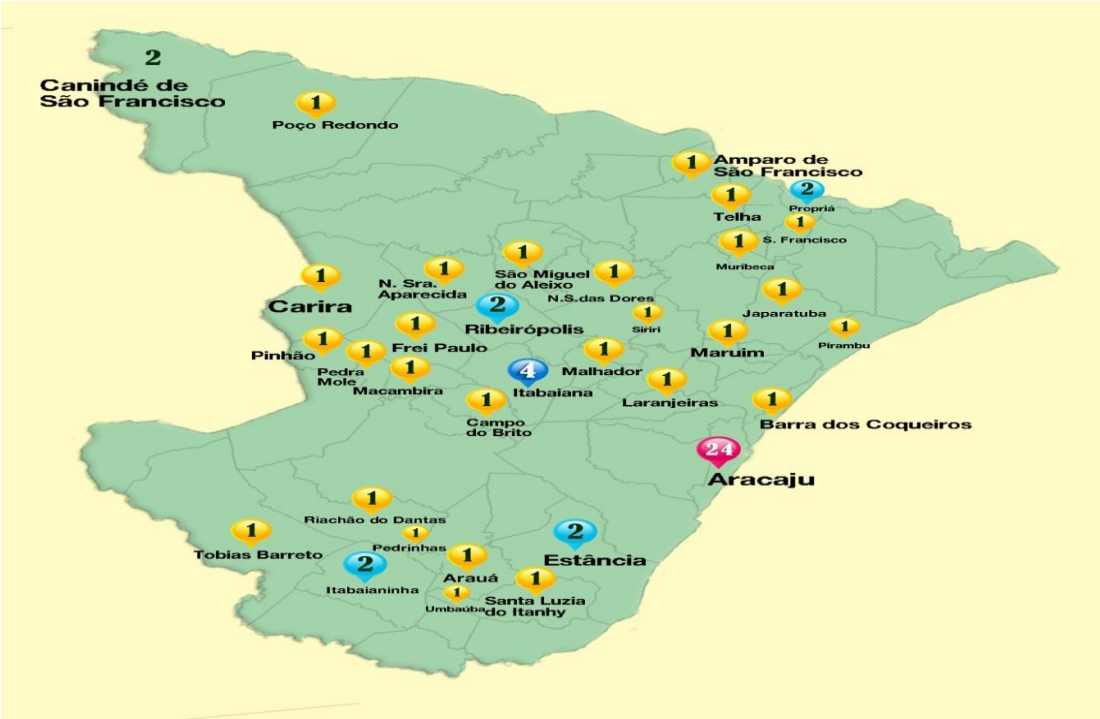 2
Canindé de
São Francisco
1
Poço Redondo
1
Amparo de
São Francisco
1
Telha
2
Propriá
1
S. Francisco
1
Muribeca
1
São Miguel
do Aleixo
1
N. Sra.
Aparecida
1
N.S.das Dores
1
Carira
2
Ribeirópolis
1
Siriri
1
Japaratuba
1
Pirambu
1
Maruim
1
Frei Paulo
1
Pinhão
1
Pedra
Mole
1
Macambira
4
Itabaiana
1
Malhador
1
Laranjeiras
1
Campo
do Brito
1
Barra dos Coqueiros
24
Aracaju
1
Riachão do Dantas
1
Tobias Barreto
1
Pedrinhas
2
Itabaianinha
1
Arauá
2
Estância
1
Umbaúba
1
Santa Luzia
do Itanhy